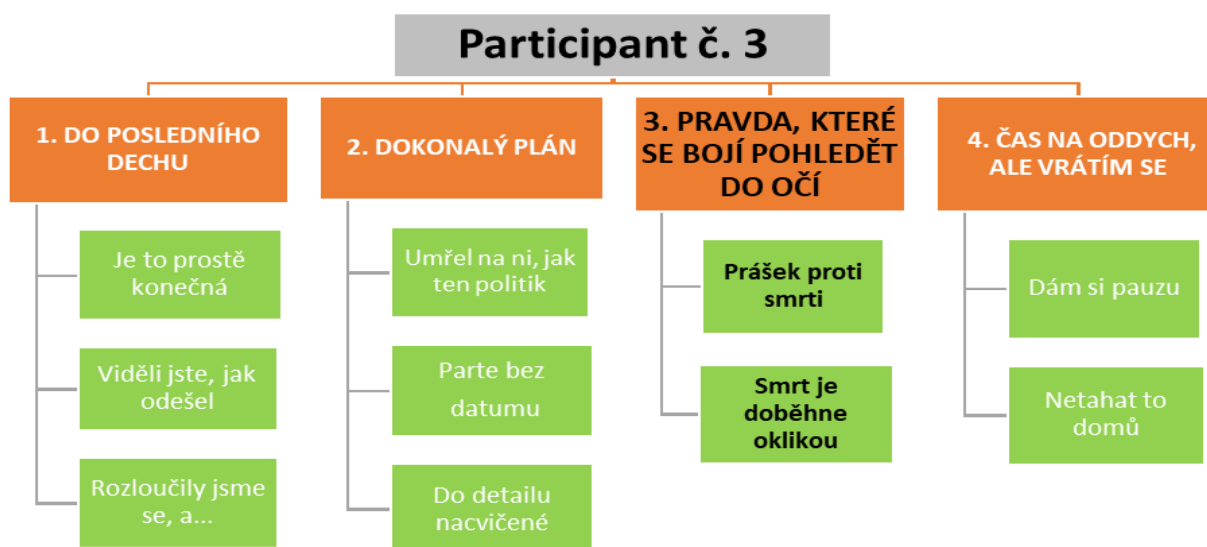 Participant č. 3
1. DO POSLEDNÍHO
DECHU
Je to prostě
konečná
Viděli jste, jak
odešel
Rozloučily jsme
se, a...
2. DOKONALÝ PLÁN
Umřel na ni, jak
ten politik
Parte bez
datumu
Do detailu
nacvičené
3. PRAVDA, KTERÉ
SE BOJÍ POHLEDĚT
DO OČÍ
Prášek proti
smrti
Smrt je
doběhne
oklikou
4. ČAS NA ODDYCH,
ALE VRÁTÍM SE
Dám si pauzu
Netahat to
domů